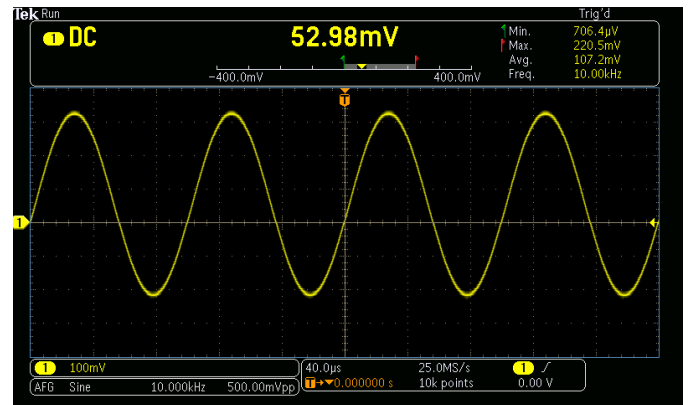 Tek Run Trig'd
1 DC 52.98mV
Min. 706.4µV
Max. 220.5mV
Avg. 107.2mV
Freq. 10.00kHz
-400.0mV 400.0mV
T
1
1 100mV
40.0µs 25.0MS/s 1
T→▼0.000000 s 10k points 0.00 V
AFG Sine 10.000kHz 500.00mVpp